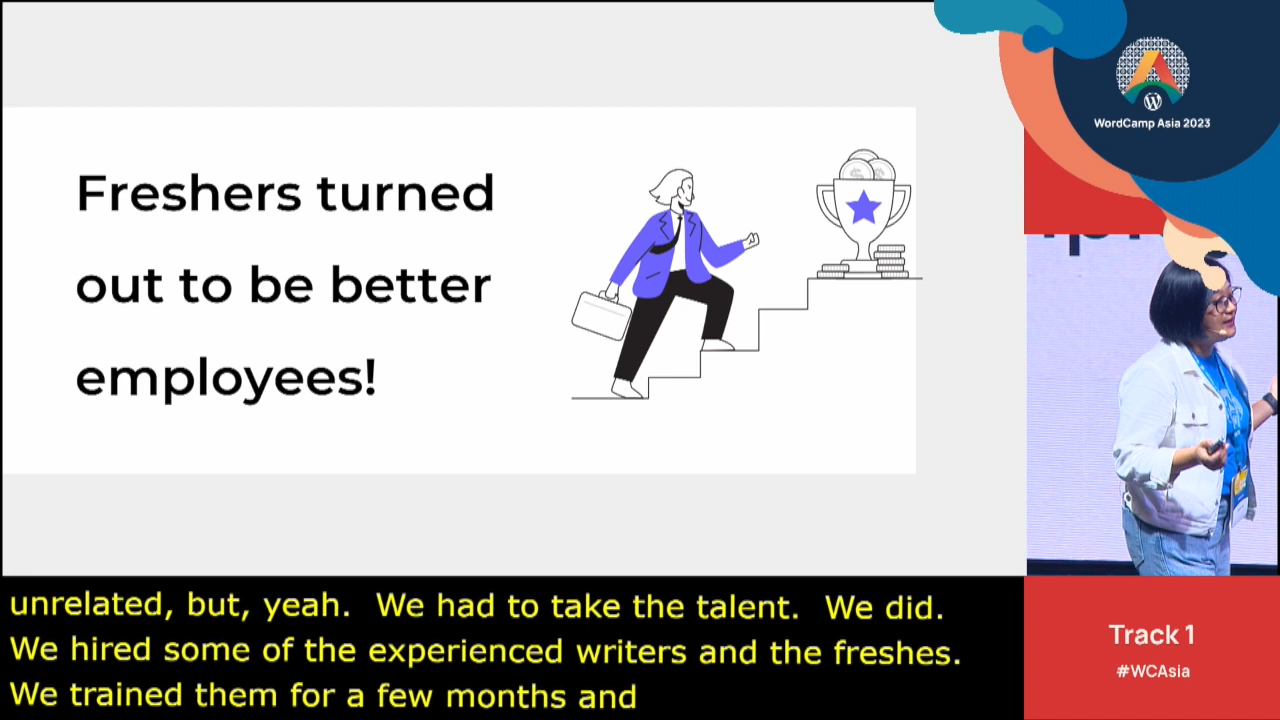 Freshers turned
out to be better
employees!
WordCamp Asia 2023
unrelated, but, yeah.  We had to take the talent.  We did.
We hired some of the experienced writers and the freshes.
We trained them for a few months and
Track 1
#WCAsia